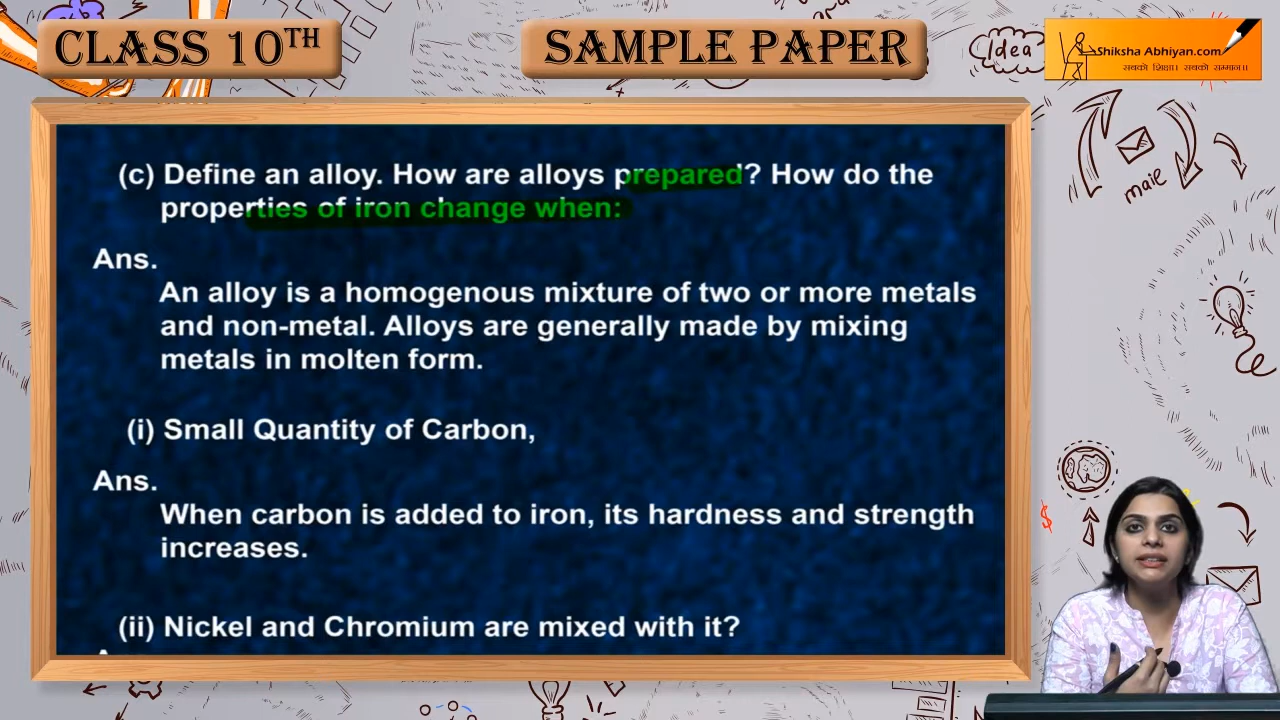 CLASS 10TH
SAMPLE PAPER
Idea
Shiksha Abhiyan.com
सबको शिक्षा। सबको सम्मान।।
(c) Define an alloy. How are alloys prepared? How do the
properties of iron change when:
Ans.
An alloy is a homogenous mixture of two or more metals
and non-metal. Alloys are generally made by mixing
metals in molten form.
(i) Small Quantity of Carbon,
Ans.
When carbon is added to iron, its hardness and strength
increases.
(ii) Nickel and Chromium are mixed with it?
$